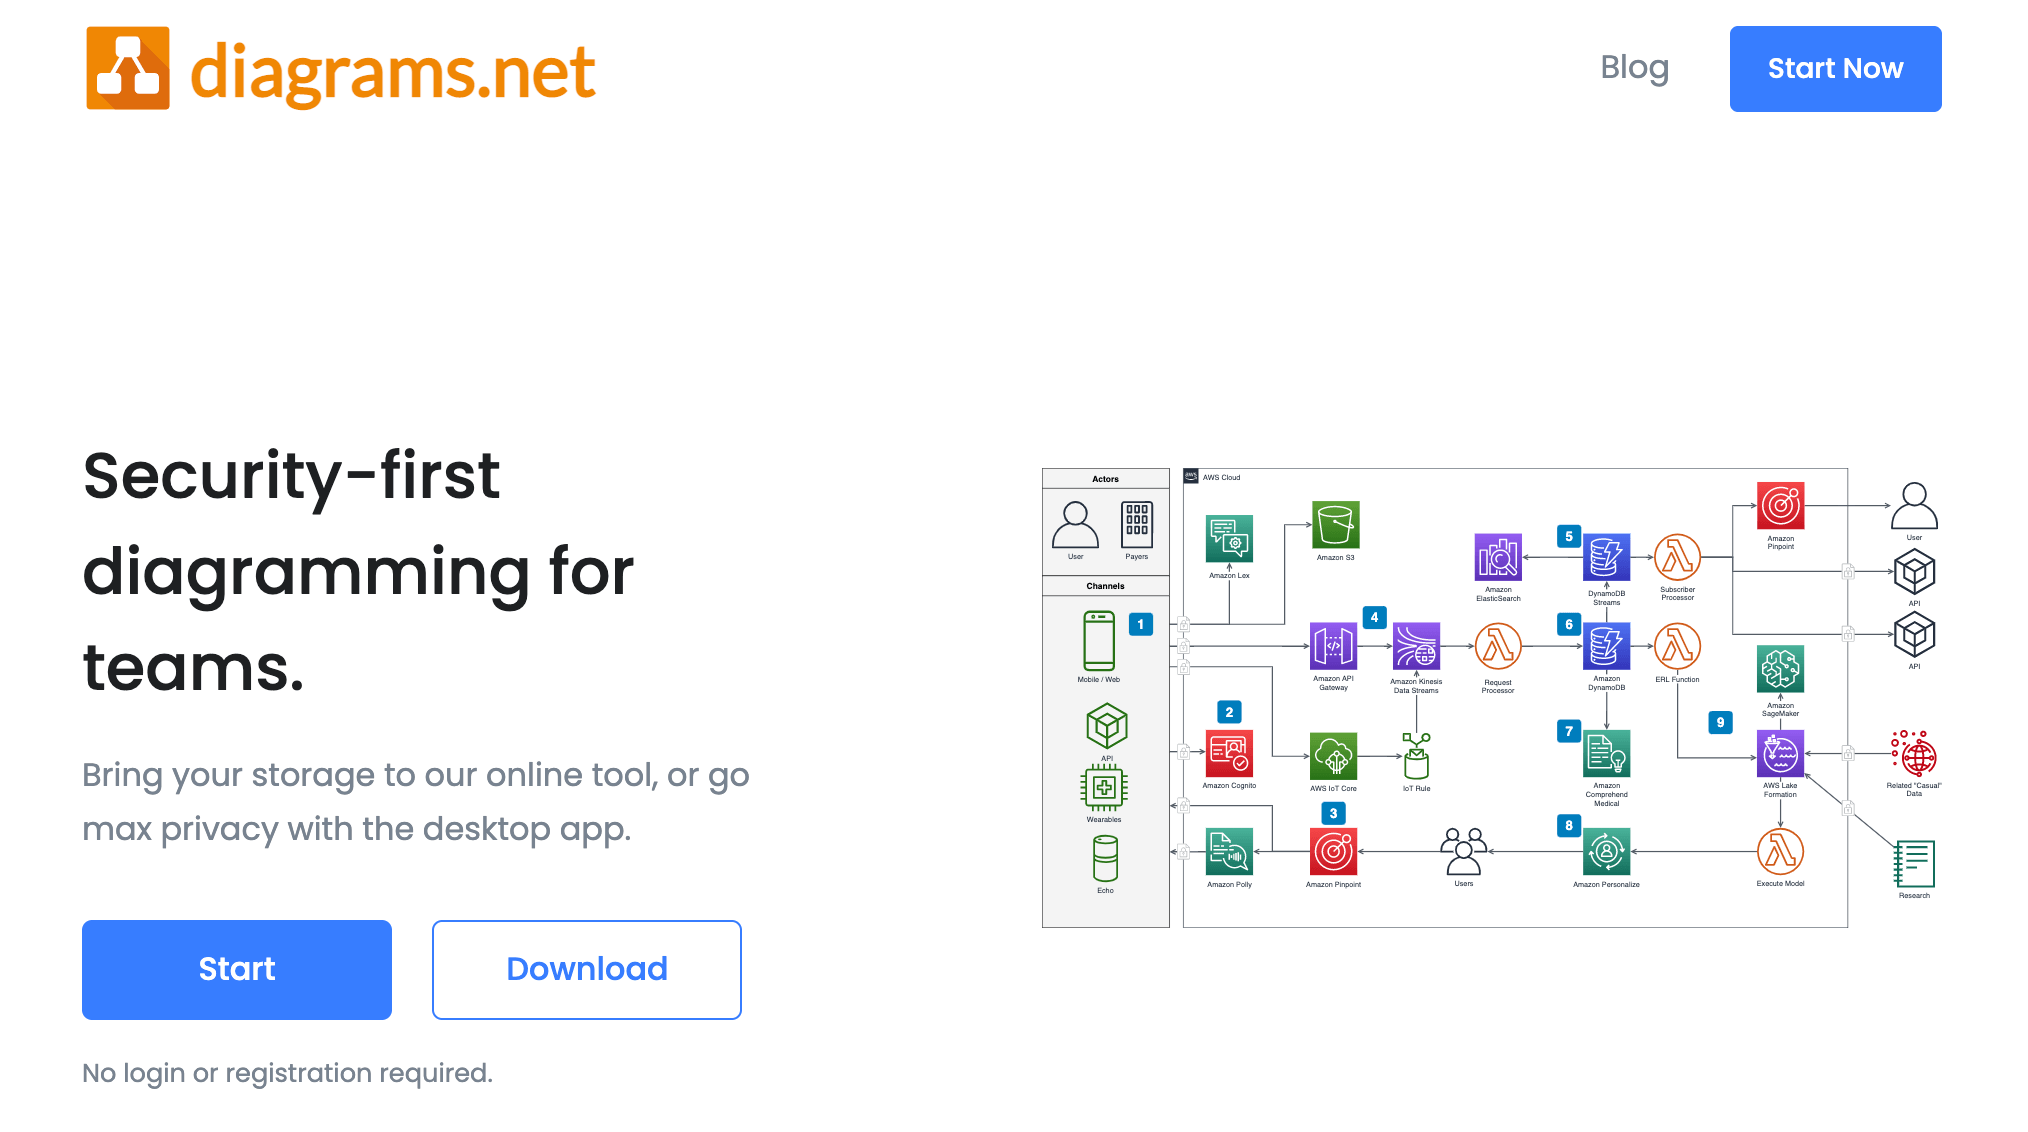 diagrams.net
Blog
Start Now
Security-first
diagramming for
teams.
Bring your storage to our online tool, or go
max privacy with the desktop app.
Start
Download
No login or registration required.
Actors
User
Payers
Channels
1
Mobile / Web
API
Wearables
Echo
aws
AWS Cloud
Amazon Lex
Amazon S3
Amazon
ElasticSearch
5
DynamoDB
Streams
Subscriber
Processor
Amazon
Pinpoint
User
API
API
4
Amazon API
Gateway
Amazon Kinesis
Data Streams
Request
Processor
6
Amazon
DynamoDB
ERL Function
Amazon
SageMaker
2
Amazon Cognito
AWS IoT Core
IoT Rule
7
Amazon
Comprehend
Medical
9
AWS Lake
Formation
Related "Casual"
Data
3
Amazon Polly
Amazon Pinpoint
Users
8
Amazon Personalize
Execute Model
Research